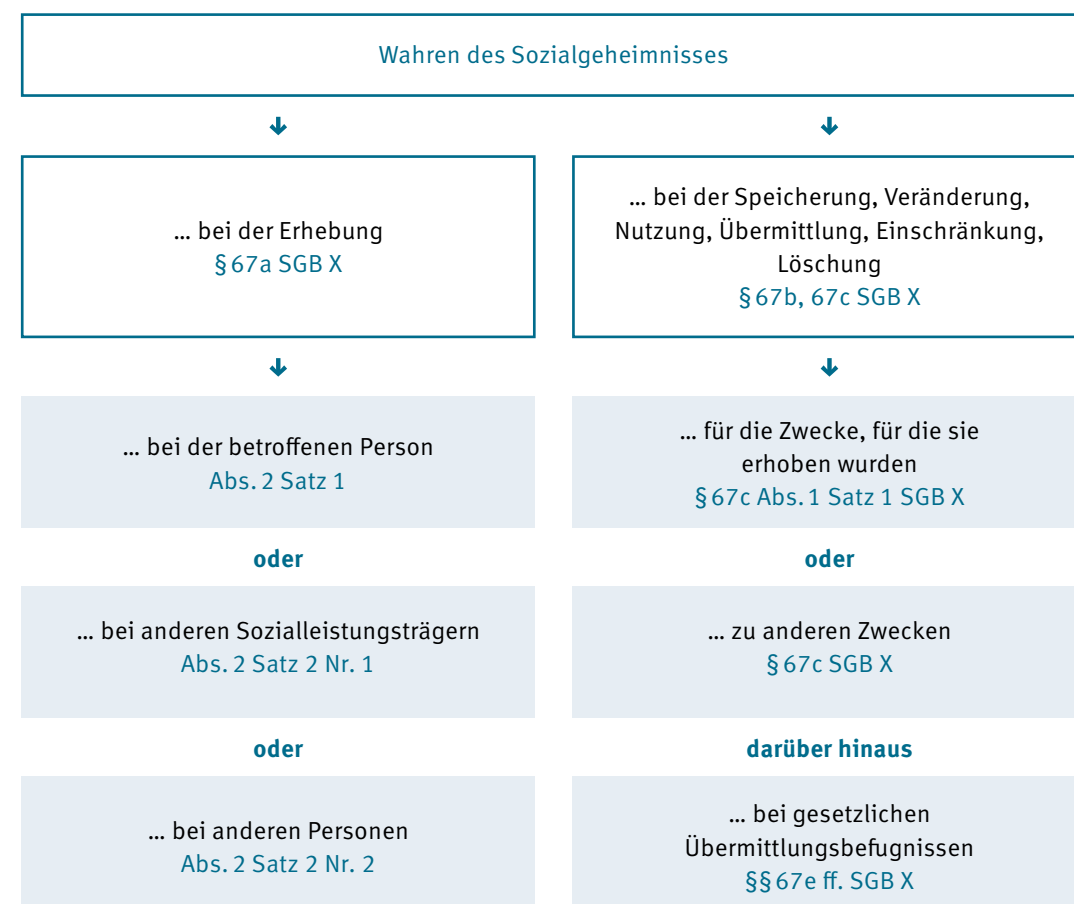 Wahren des Sozialgeheimnisses
... bei der Erhebung
§ 67a SGB X
... bei der Speicherung, Veränderung,
Nutzung, Übermittlung, Einschränkung,
Löschung
§ 67b, 67c SGB X
... bei der betroffenen Person
Abs. 2 Satz 1
... für die Zwecke, für die sie
erhoben wurden
§ 67c Abs. 1 Satz 1 SGB X
oder
oder
... bei anderen Sozialleistungsträgern
Abs. 2 Satz 2 Nr. 1
... zu anderen Zwecken
§ 67c SGB X
oder
darüber hinaus
... bei anderen Personen
Abs. 2 Satz 2 Nr. 2
... bei gesetzlichen
Übermittlungsbefugnissen
§§ 67e ff. SGB X